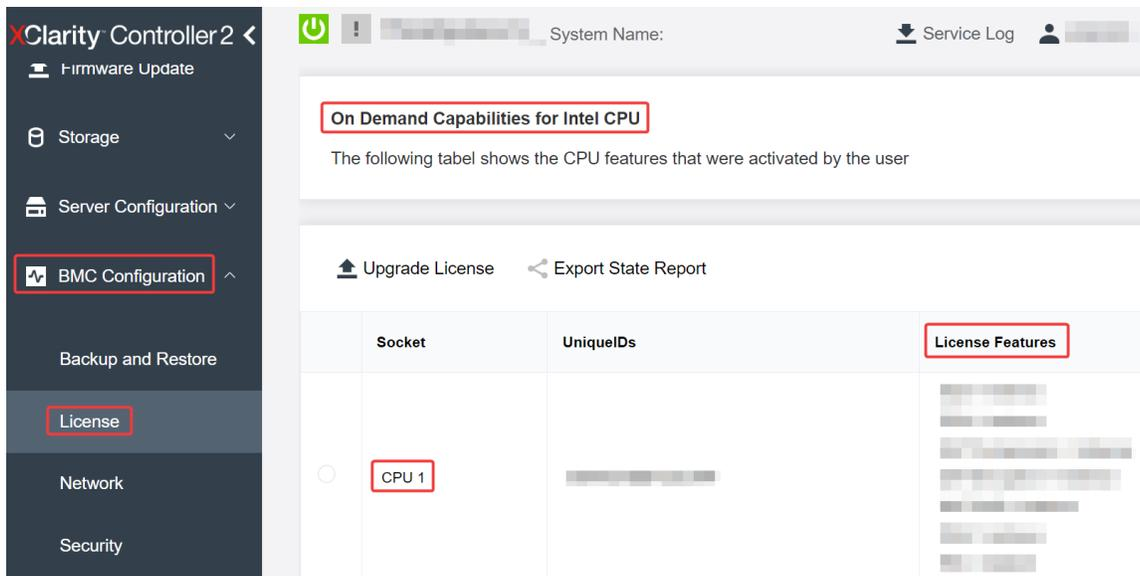 XClarity Controller 2
Firmware Update
Storage
Server Configuration
BMC Configuration
Backup and Restore
License
Network
Security
! System Name:
Service Log
On Demand Capabilities for Intel CPU
The following tabel shows the CPU features that were activated by the user
Upgrade License
Export State Report
Socket UniqueIDs License Features
CPU 1